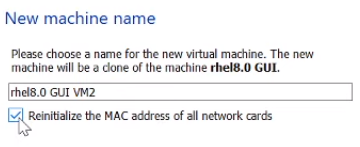 New machine name
Please choose a name for the new virtual machine. The new
machine will be a clone of the machine rhel8.0 GUI.
rhel8.0 GUI VM2
Reinitialize the MAC address of all network cards